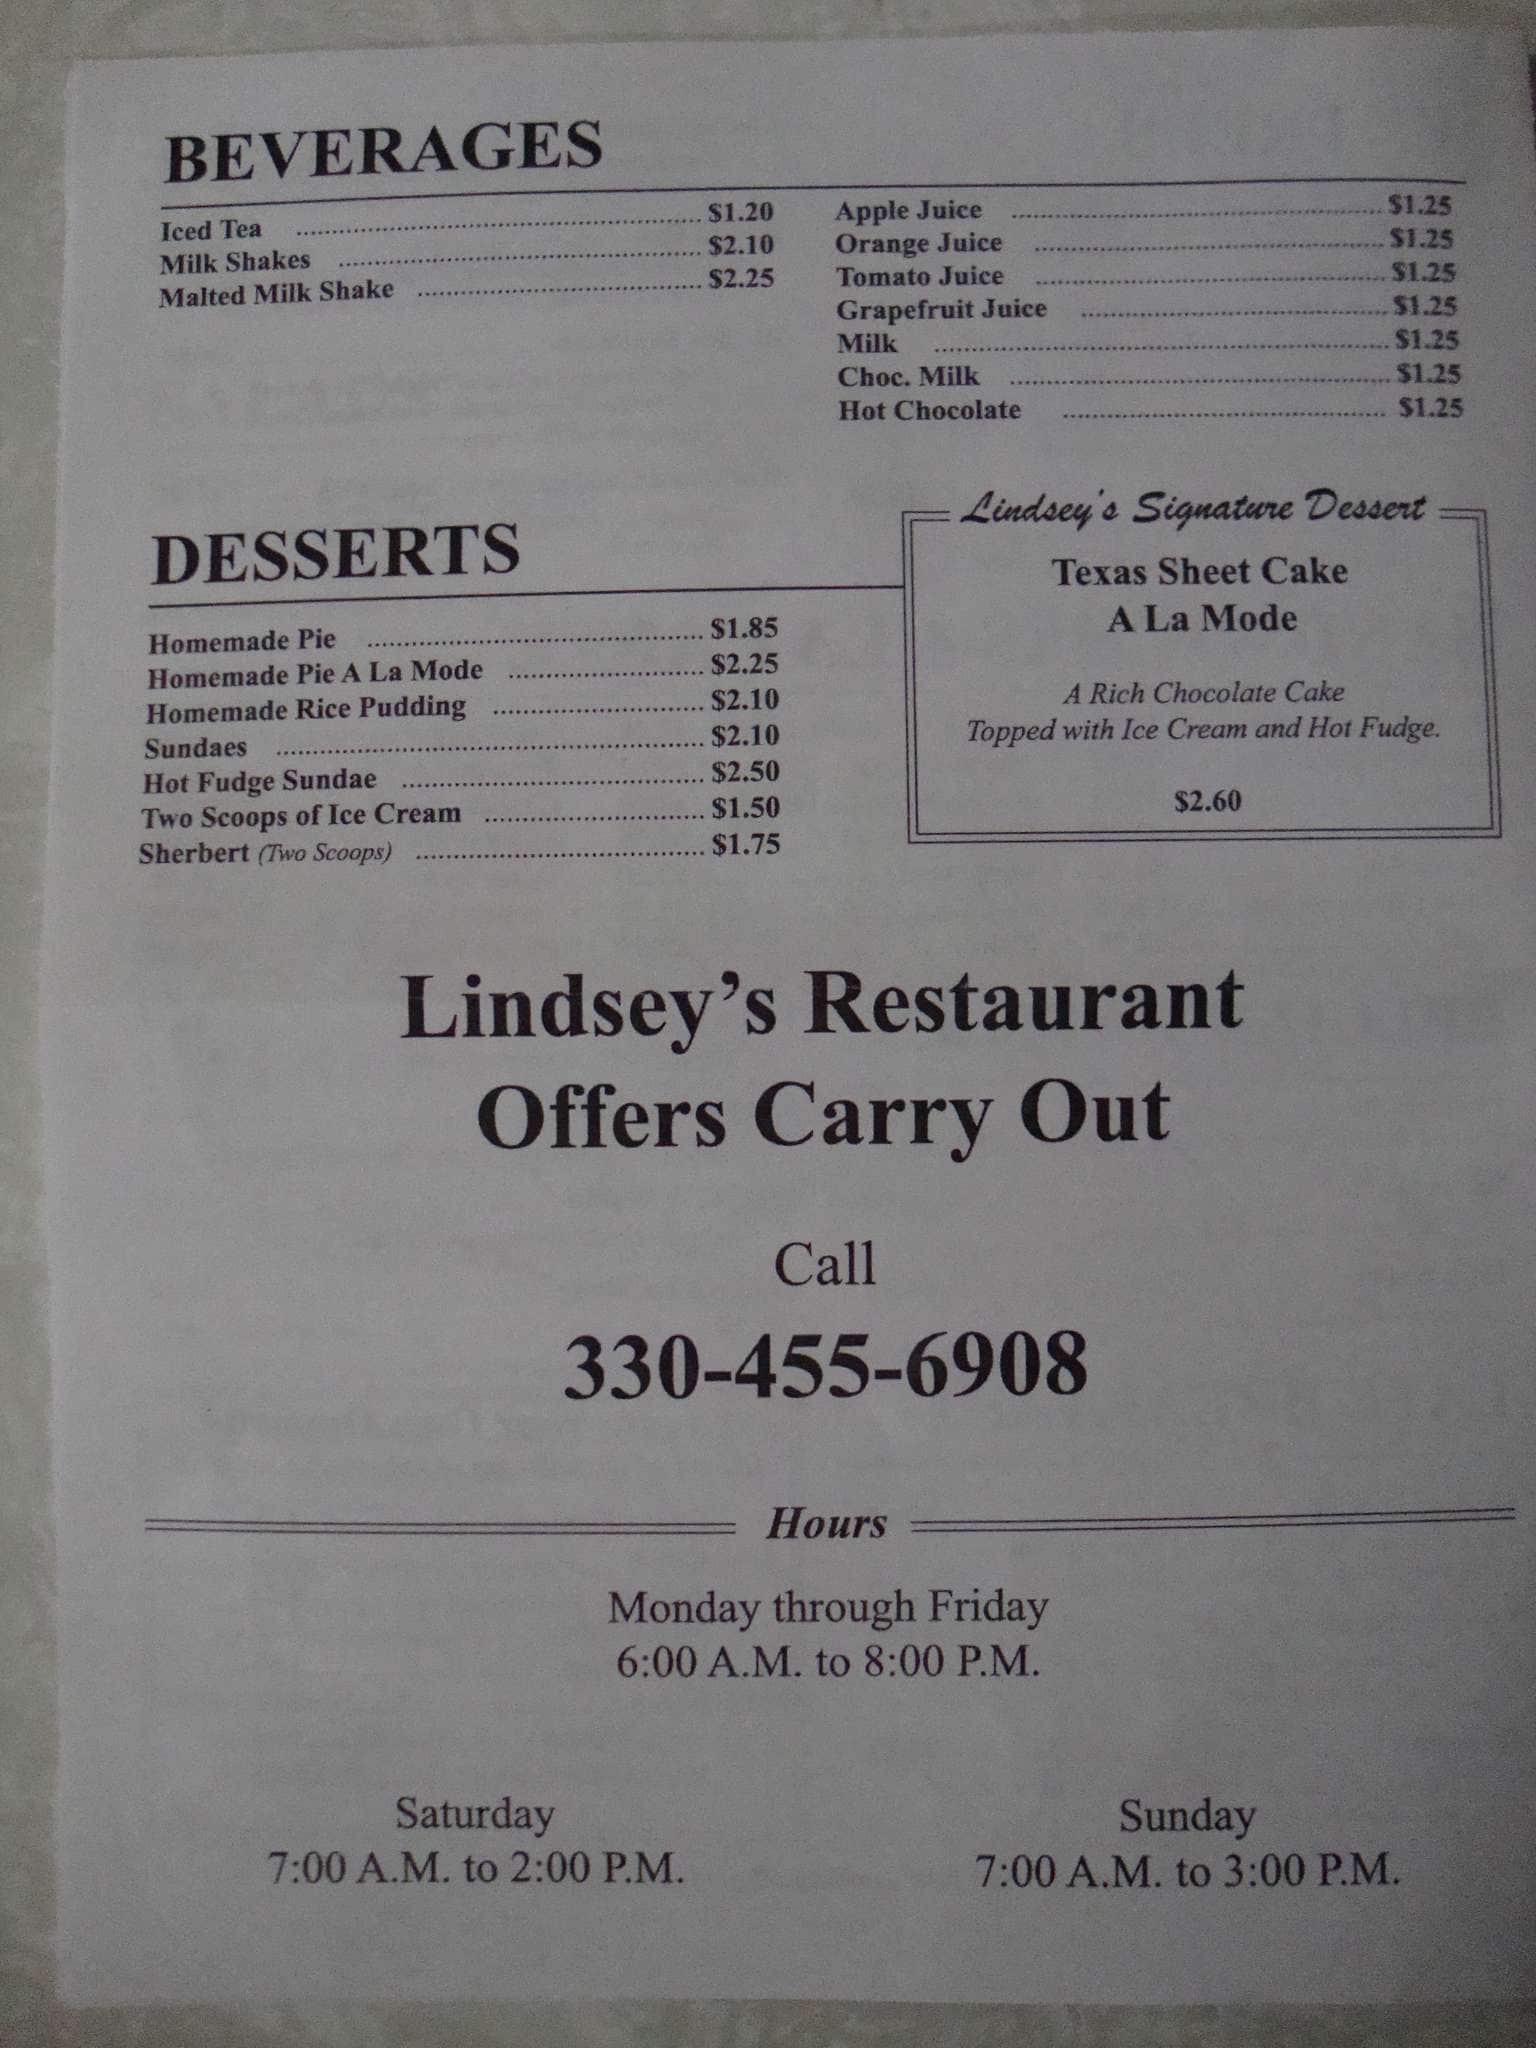 BEVERAGES
Iced Tea ........ $1.20
Milk Shakes ........ $2.10
Malted Milk Shake ........ $2.25
Apple Juice ........ $1.25
Orange Juice ........ $1.25
Tomato Juice ........ $1.25
Grapefruit Juice ........ $1.25
Milk ........ $1.25
Choc. Milk ........ $1.25
Hot Chocolate ........ $1.25
DESSERTS
Homemade Pie ........ $1.85
Homemade Pie A La Mode ........ $2.25
Homemade Rice Pudding ........ $2.10
Sundaes ........ $2.10
Hot Fudge Sundae ........ $2.50
Two Scoops of Ice Cream ........ $1.50
Sherbert (Two Scoops) ........ $1.75
Lindsey's Signature Dessert
Texas Sheet Cake
A La Mode
A Rich Chocolate Cake
Topped with Ice Cream and Hot Fudge.
$2.60
Lindsey's Restaurant
Offers Carry Out
Call
330-455-6908
Hours
Monday through Friday
6:00 A.M. to 8:00 P.M.
Saturday
7:00 A.M. to 2:00 P.M.
Sunday
7:00 A.M. to 3:00 P.M.